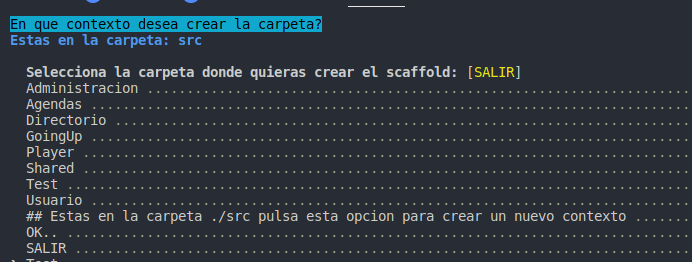 En que contexto desea crear la carpeta?
Estas en la carpeta: src
Selecciona la carpeta donde quieras crear el scaffold: [SALIR]
Administracion ....................................................................
Agendas ...........................................................................
Directorio ........................................................................
GoingUp ...........................................................................
Player ............................................................................
Shared ............................................................................
Test ..............................................................................
Usuario ...........................................................................
## Estas en la carpeta ./src pulsa esta opcion para crear un nuevo contexto .......
OK.. ..............................................................................
SALIR .............................................................................